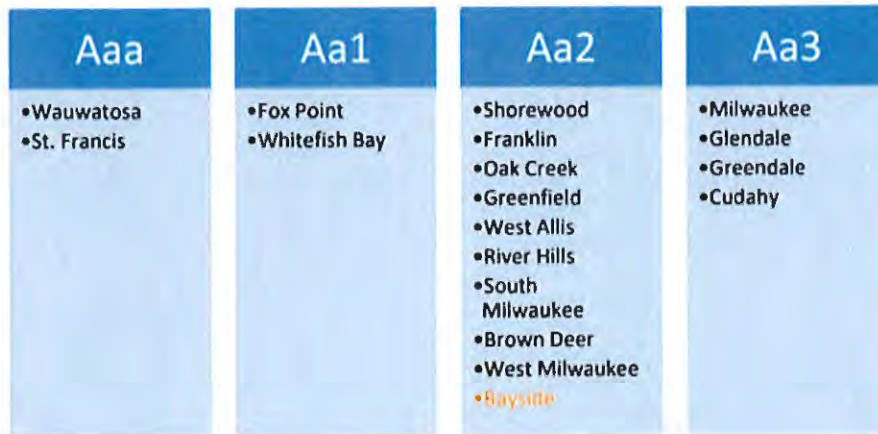 Aaa
•Wauwatosa
•St. Francis
Aa1
•Fox Point
•Whitefish Bay
Aa2
•Shorewood
•Franklin
•Oak Creek
•Greenfield
•West Allis
•River Hills
•South
Milwaukee
•Brown Deer
•West Milwaukee
•Bayside
Aa3
•Milwaukee
•Glendale
•Greendale
•Cudahy